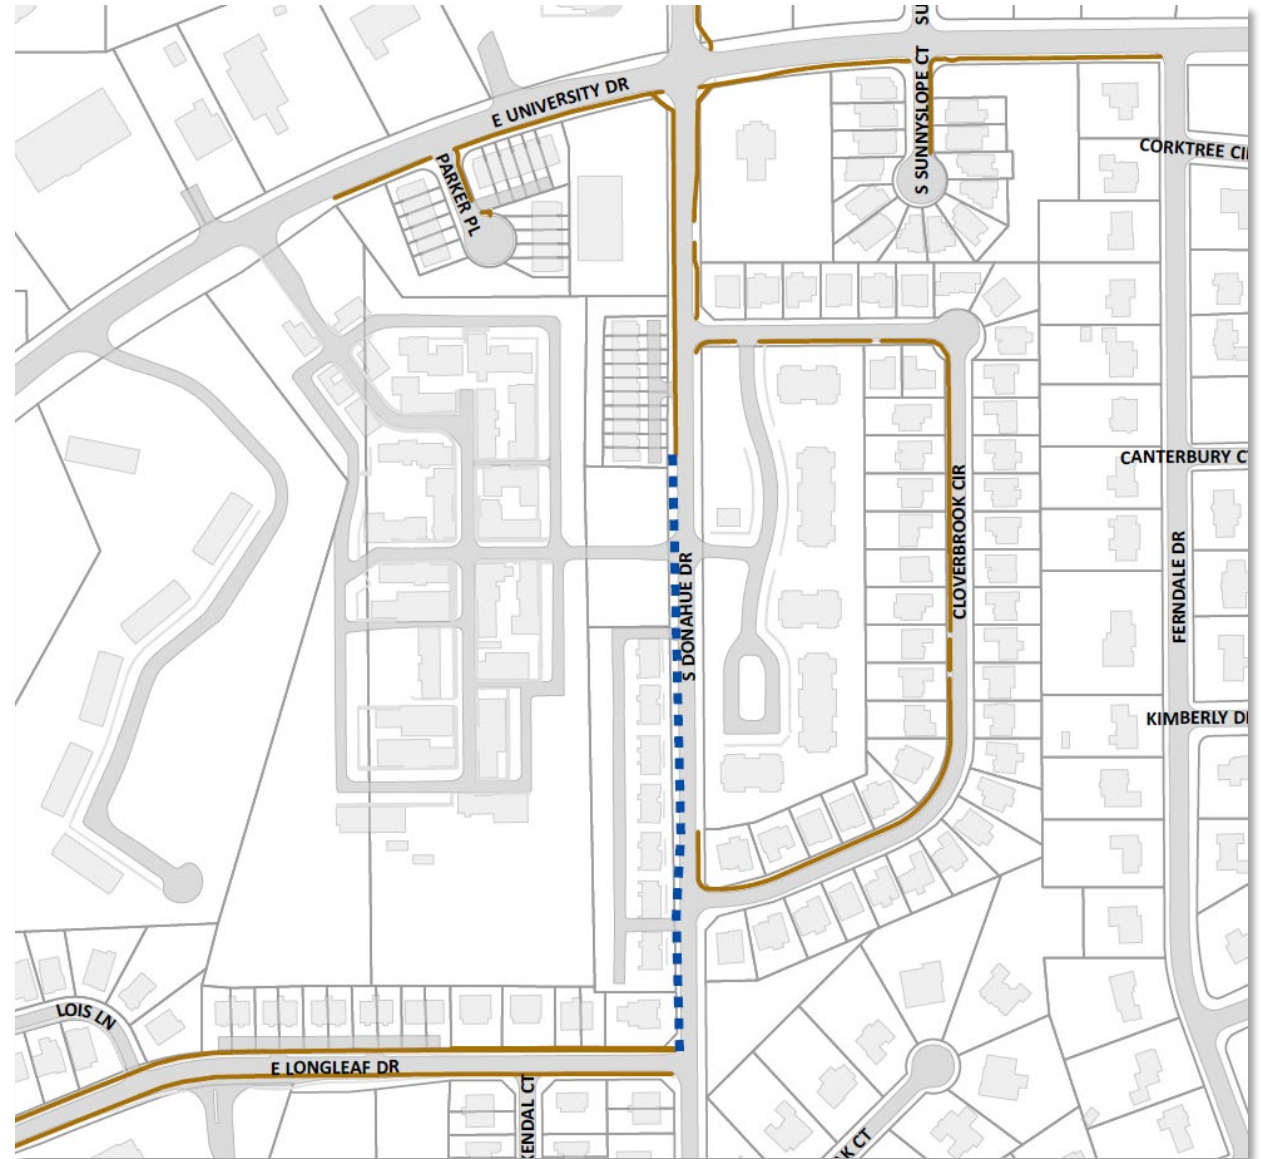 SU
E UNIVERSITY DR
S SUNNYSLOPE CT
CORKTREE CI
PARKER PL
CANTERBURY C
CLOVERBROOK CIR
FERNDALE DR
S DONAHUE DR
KIMBERLY D
LOIS LN
E LONGLEAF DR
KENDAL CT
K CT